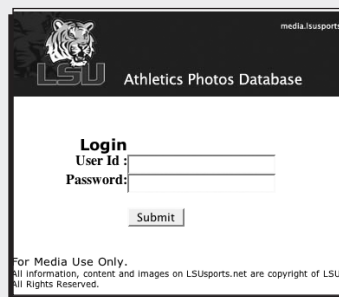 media.lsusports
LSU
Athletics Photos Database
Login
User Id :
Password:
Submit
For Media Use Only.
All information, content and images on LSUsports.net are copyright of LSU
All Rights Reserved.